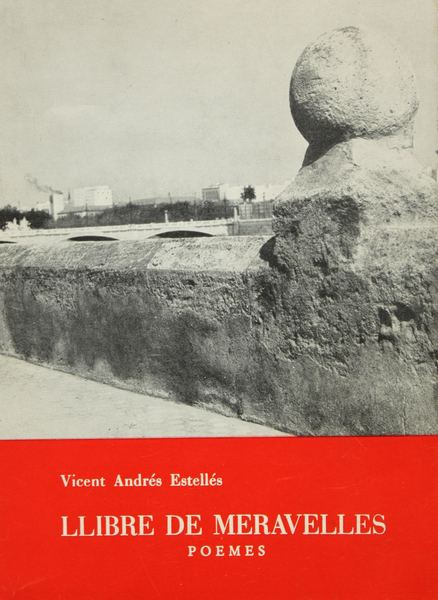 Vicent Andrés Estellés
LLIBRE DE MERAVELLES
POEMES